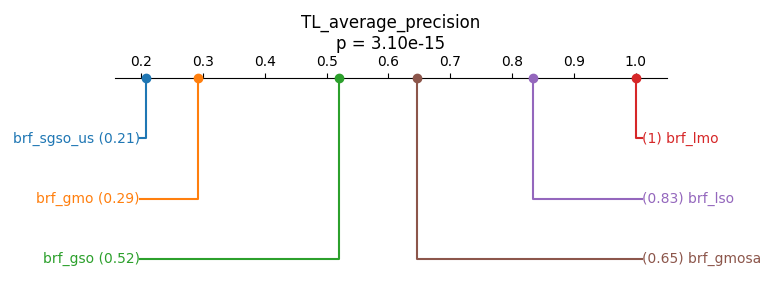 TL_average_precision
p = 3.10e-15
0.2 0.3 0.4 0.5 0.6 0.7 0.8 0.9 1.0
brf_sgso_us (0.21) (1) brf_lmo
brf_gmo (0.29) (0.83) brf_lso
brf_gso (0.52) (0.65) brf_gmosa